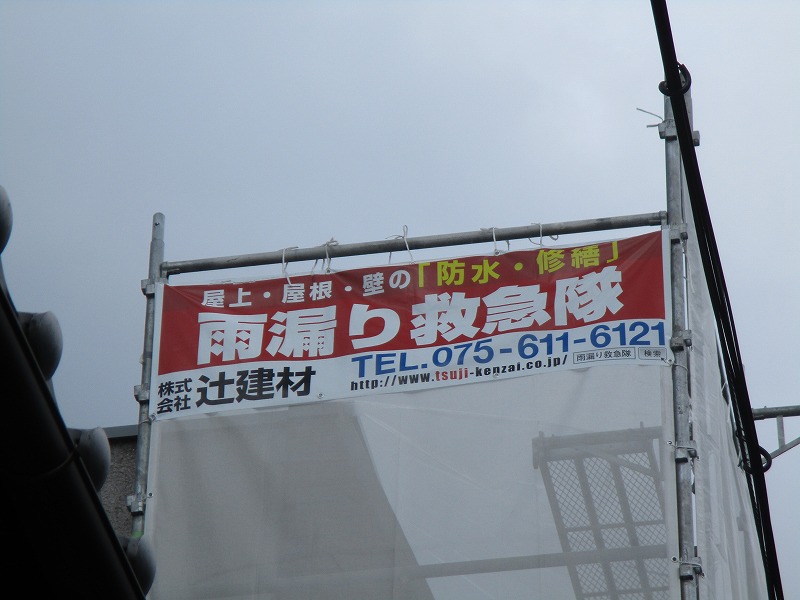 屋上・屋根・壁の「防水・修繕」
雨漏り救急隊
株式会社 辻建材
TEL.075-611-6121
http://www.tsuji-kenzai.co.jp/ 雨漏り救急隊 検索